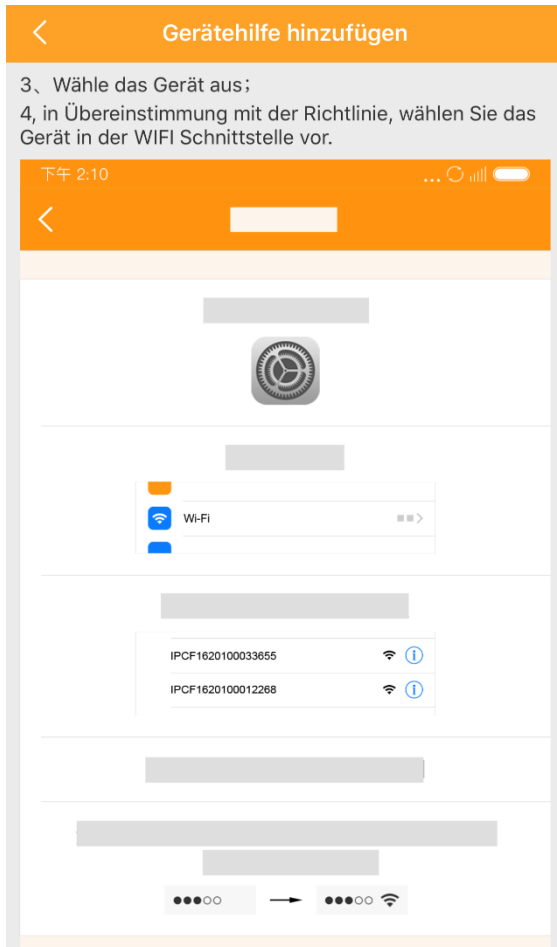 Gerätehilfe hinzufügen
3、Wähle das Gerät aus；
4, in Übereinstimmung mit der Richtlinie, wählen Sie das
Gerät in der WIFI Schnittstelle vor.
下午 2:10
Wi-Fi
IPCF1620100033655
IPCF1620100012268